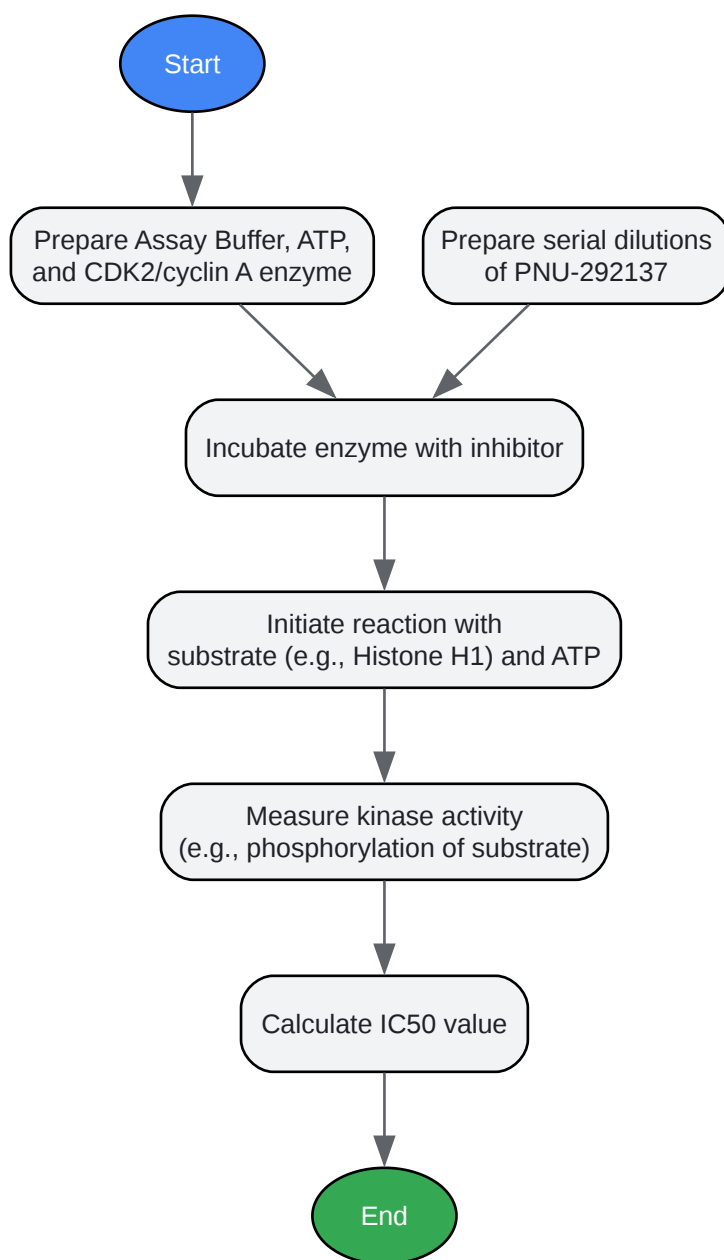 Start
Prepare Assay Buffer, ATP,
and CDK2/cyclin A enzyme
Prepare serial dilutions
of PNU-292137
Incubate enzyme with inhibitor
Initiate reaction with
substrate (e.g., Histone H1) and ATP
Measure kinase activity
(e.g., phosphorylation of substrate)
Calculate IC50 value
End